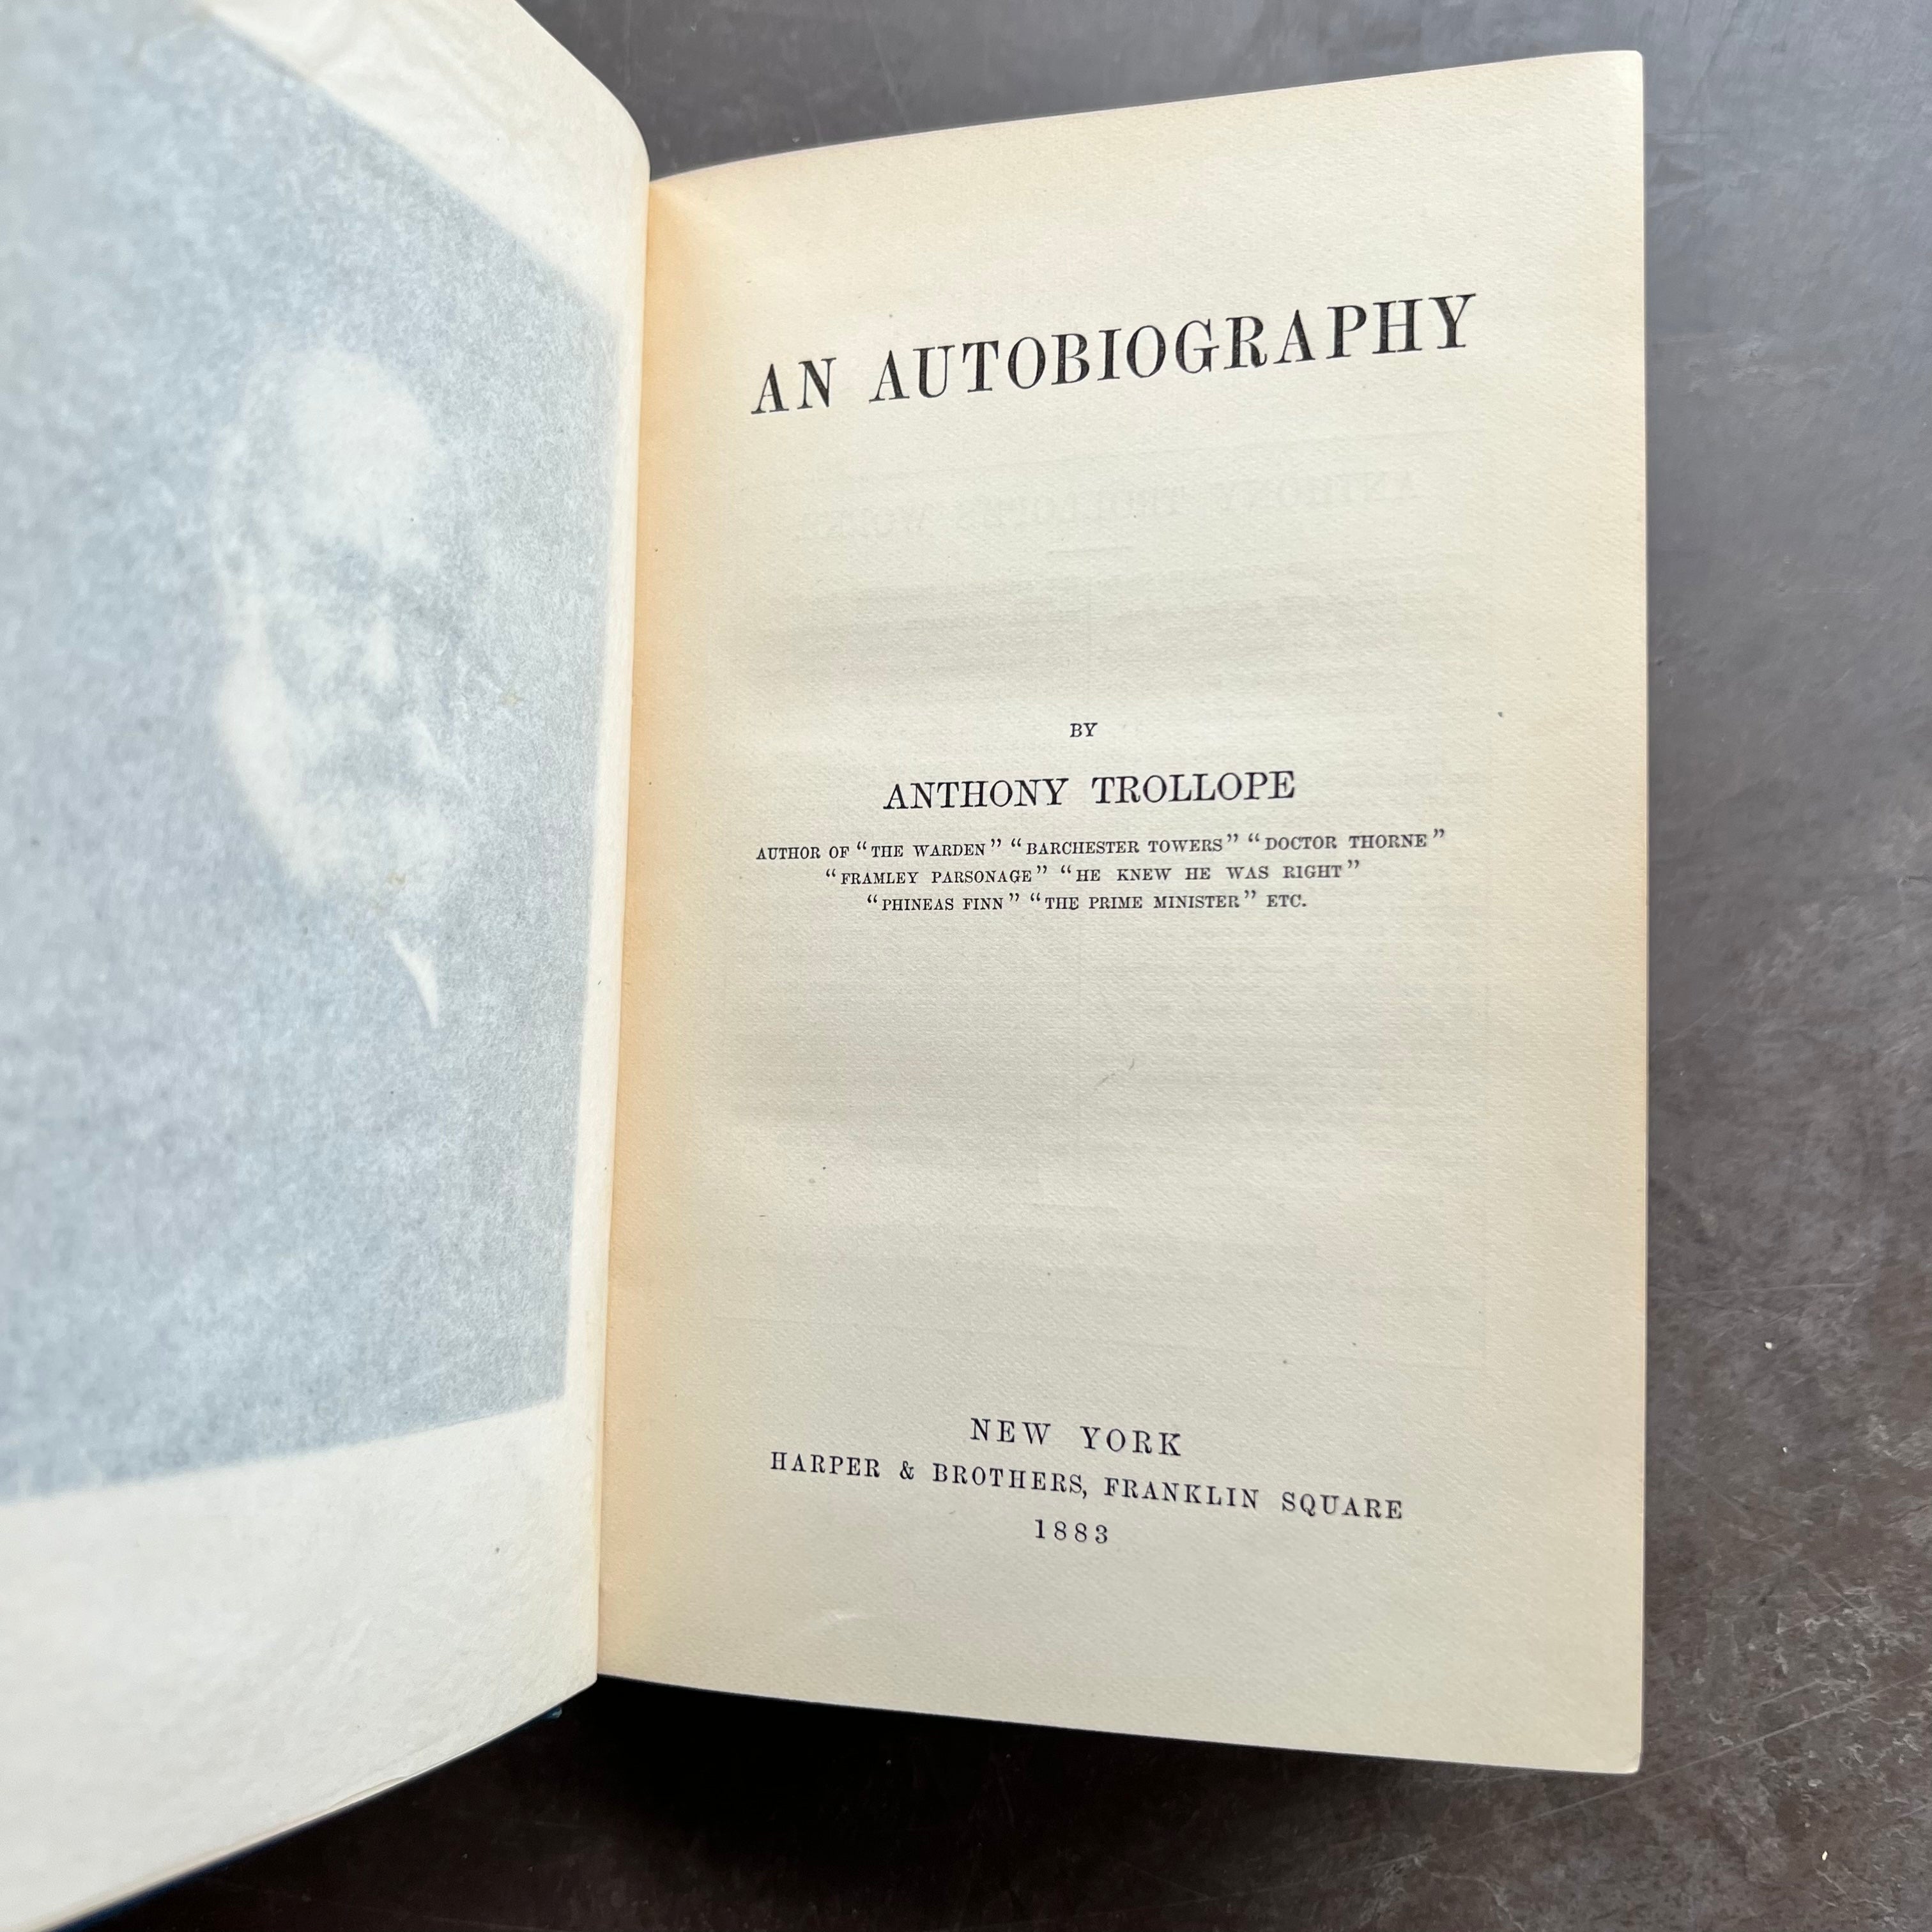 AN AUTOBIOGRAPHY
BY
ANTHONY TROLLOPE
AUTHOR OF “THE WARDEN” “BARCHESTER TOWERS” “DOCTOR THORNE”
“FRAMLEY PARSONAGE” “HE KNEW HE WAS RIGHT”
“PHINEAS FINN” “THE PRIME MINISTER” ETC.
NEW YORK
HARPER & BROTHERS, FRANKLIN SQUARE
1883